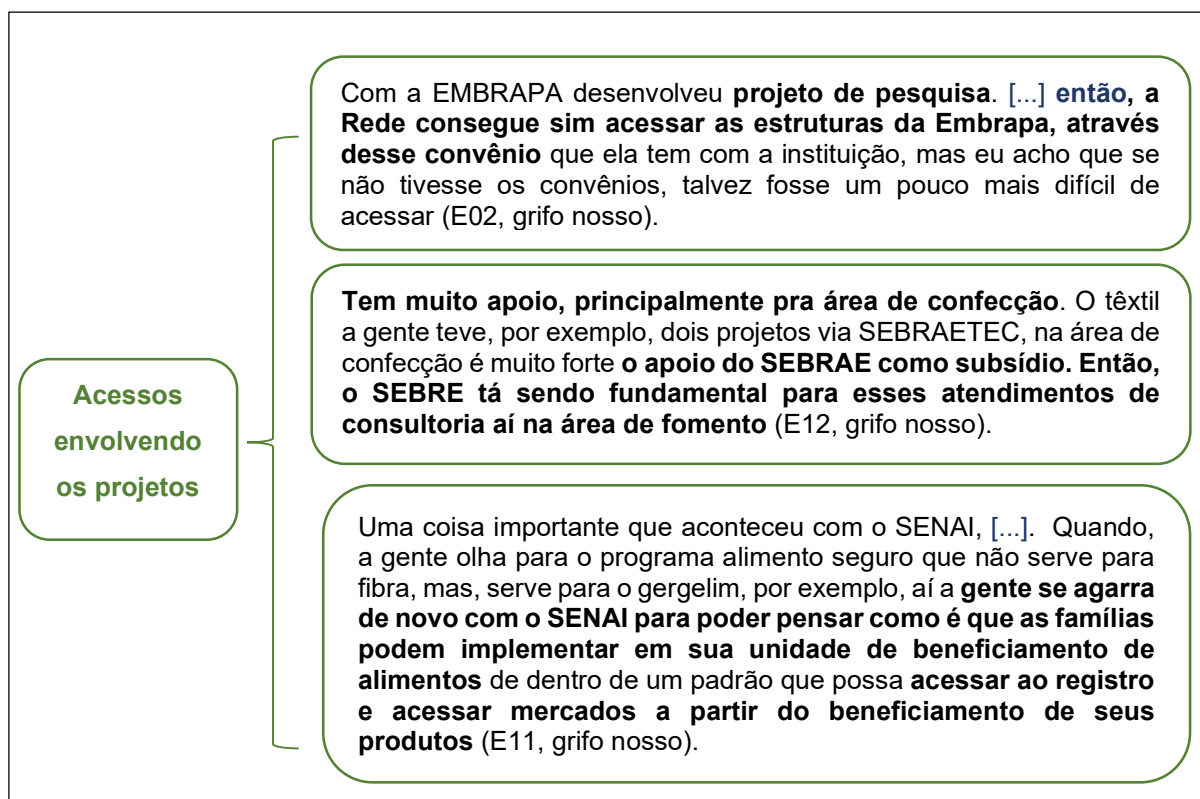 Com a EMBRAPA desenvolveu projeto de pesquisa. [...] então, a
Rede consegue sim acessar as estruturas da Embrapa, através
desse convênio que ela tem com a instituição, mas eu acho que se
não tivesse os convênios, talvez fosse um pouco mais difícil de
acessar (E02, grifo nosso).
Tem muito apoio, principalmente pra área de confecção. O têxtil
a gente teve, por exemplo, dois projetos via SEBRAETEC, na área de
confecção é muito forte o apoio do SEBRAE como subsídio. Então,
o SEBRE tá sendo fundamental para esses atendimentos de
consultoria aí na área de fomento (E12, grifo nosso).
Acessos
envolvendo
os projetos
Uma coisa importante que aconteceu com o SENAI, [...]. Quando,
a gente olha para o programa alimento seguro que não serve para
fibra, mas, serve para o gergelim, por exemplo, aí a gente se agarra
de novo com o SENAI para poder pensar como é que as famílias
podem implementar em sua unidade de beneficiamento de
alimentos de dentro de um padrão que possa acessar ao registro
e acessar mercados a partir do beneficiamento de seus
produtos (E11, grifo nosso).